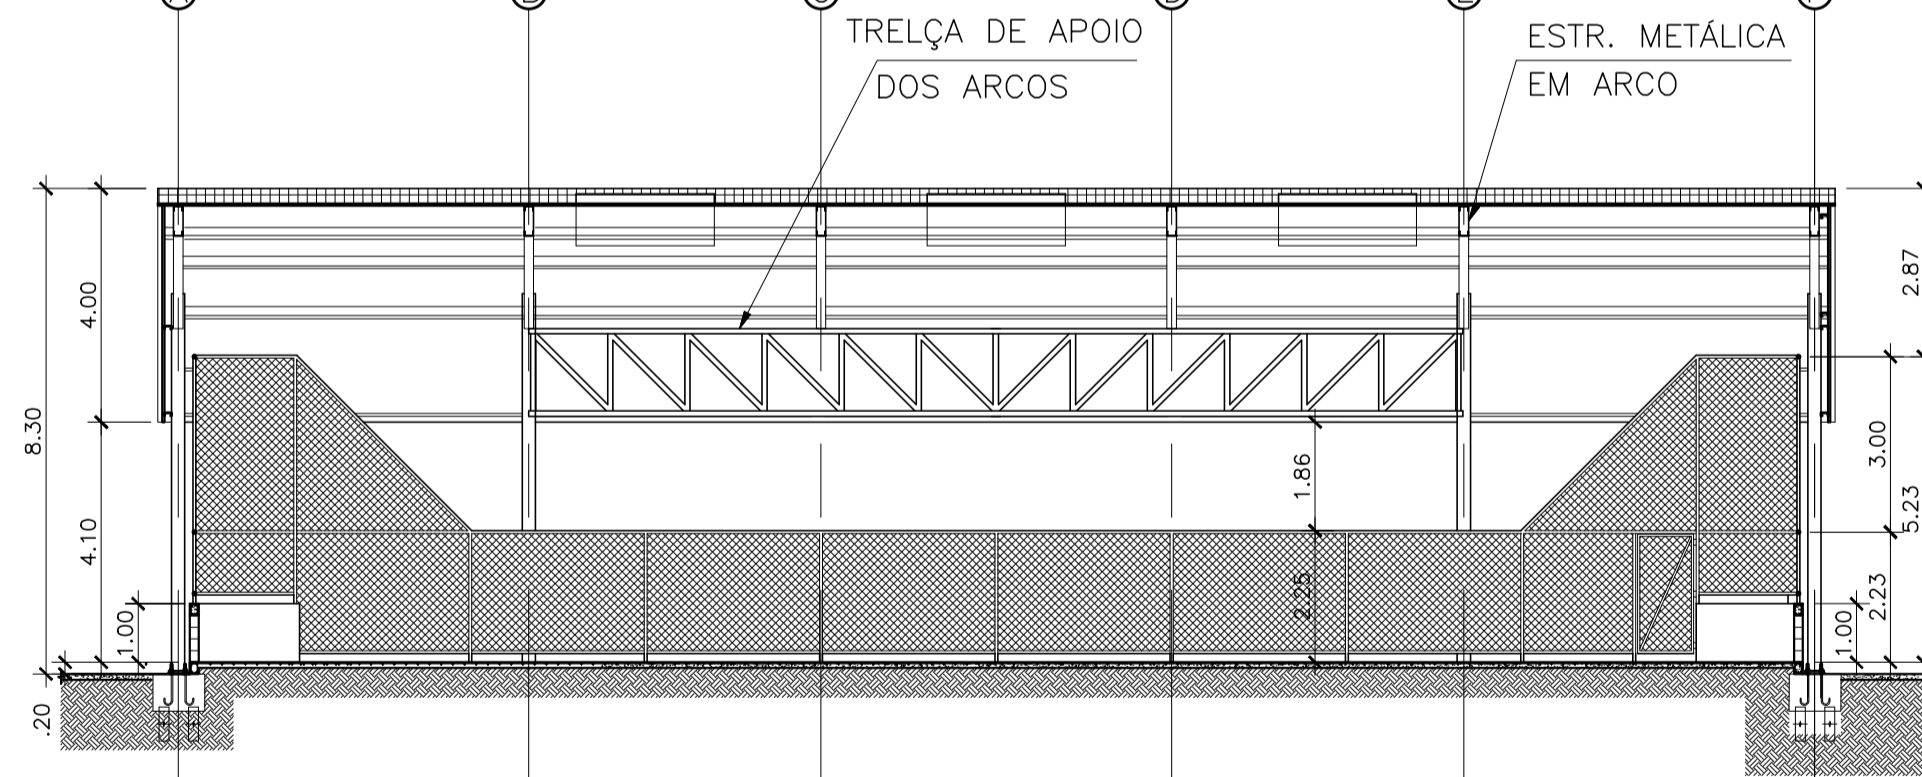 A B C D E F
TRELÇA DE APOIO
DOS ARCOS
ESTR. METÁLICA
EM ARCO
8.30
4.00
4.10
1.00
.20
1.86
2.25
2.87
3.00
5.23
2.23
1.00